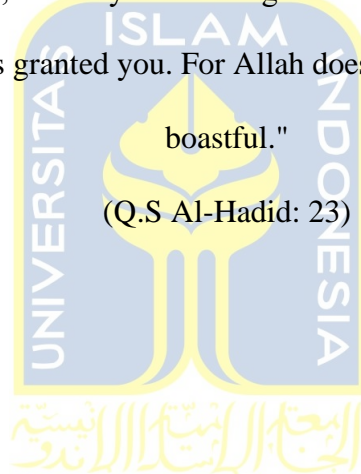 s granted you. For Allah does
boastful."
(Q.S Al-Hadid: 23)
ISLAM
UNIVERSITAS
INDONESIA